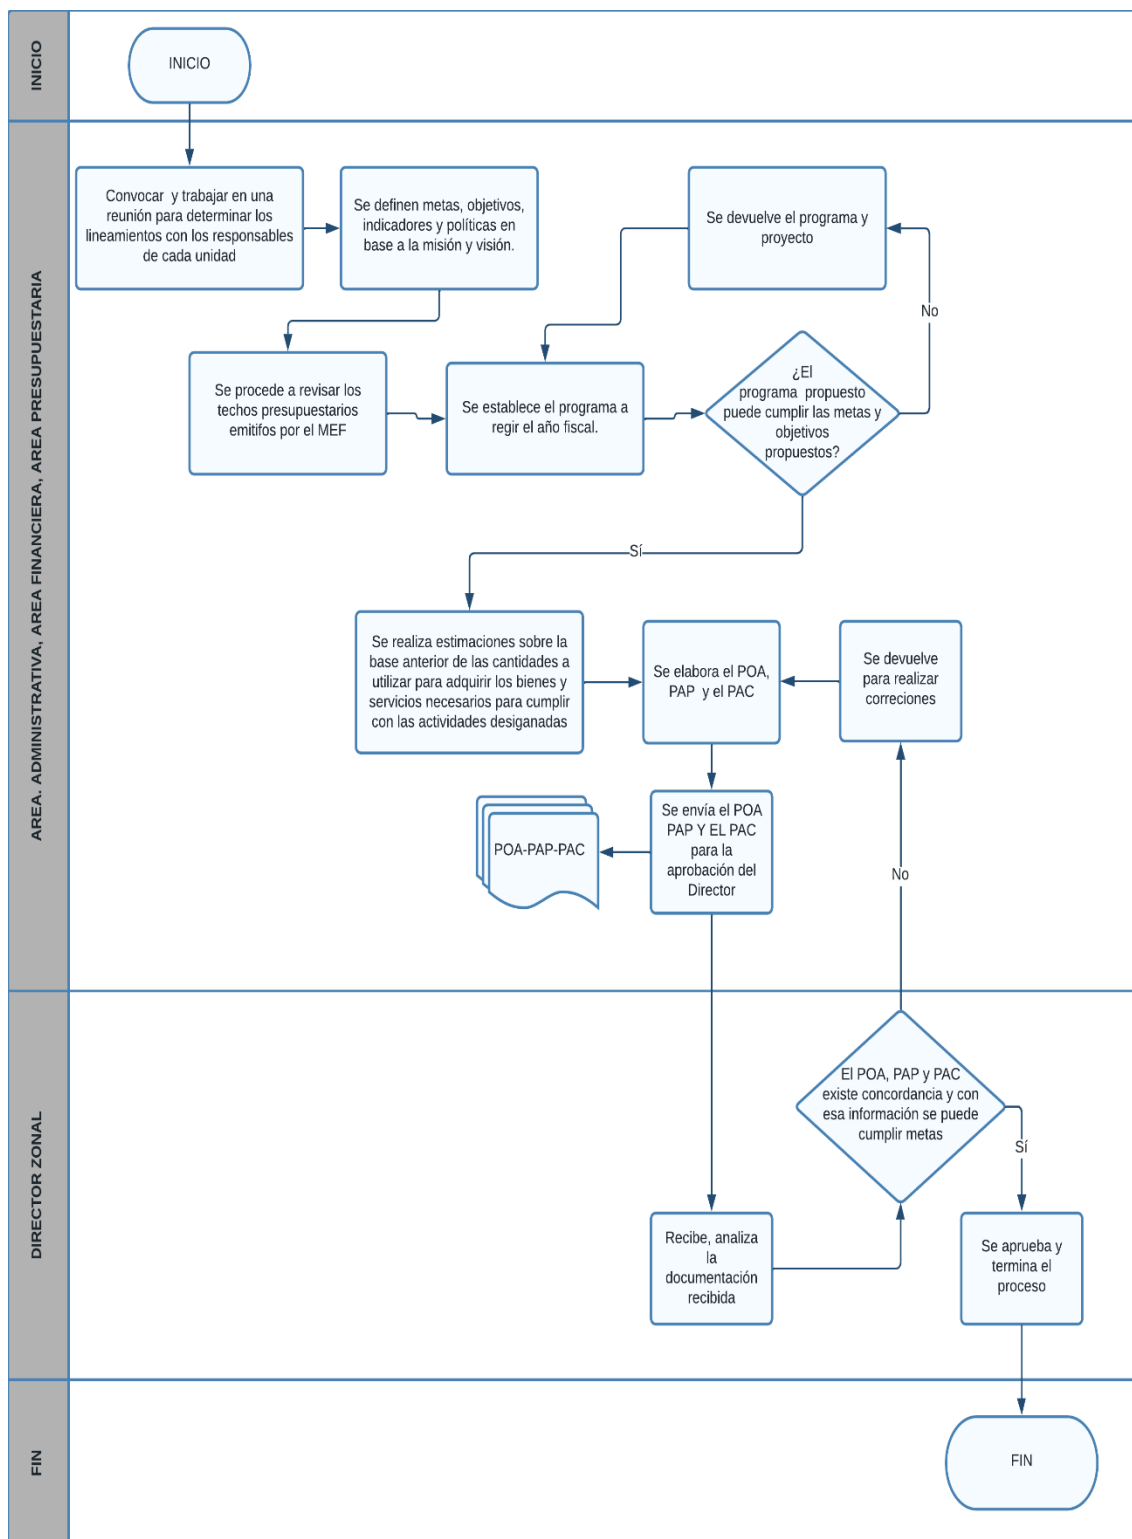 INICIO
INICIO
AREA. ADMINISTRATIVA, AREA FINANCIERA, AREA PRESUPUESTARIA
Convocar y trabajar en una
reunión para determinar los
lineamientos con los responsables
de cada unidad
Se definen metas, objetivos,
indicadores y políticas en
base a la misión y visión.
Se devuelve el programa y
proyecto
No
Se procede a revisar los
techos presupuestarios
emitifos por el MEF
Se establece el programa a
regir el año fiscal.
¿El
programa propuesto
puede cumplir las metas y
objetivos
propuestos?
Sí
Se realiza estimaciones sobre la
base anterior de las cantidades a
utilizar para adquirir los bienes y
servicios necesarios para cumplir
con las actividades desiganadas
Se elabora el POA,
PAP y el PAC
Se devuelve
para realizar
correciones
POA-PAP-PAC
Se envía el POA
PAP Y EL PAC
para la
aprobación del
Director
No
DIRECTOR ZONAL
El POA, PAP y PAC
existe concordancia y con
esa información se puede
cumplir metas
Sí
Recibe, analiza
la
documentación
recibida
Se aprueba y
termina el
proceso
FIN
FIN